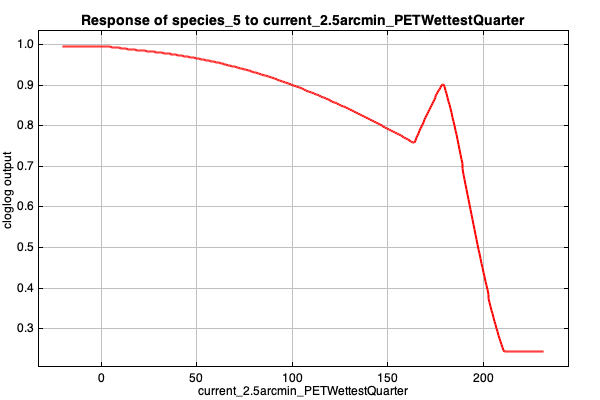 Response of species_5 to current_2.5arcmin_PETWettestQuarter
cloglog output
1.0
0.9
0.8
0.7
0.6
0.5
0.4
0.3
0 50 100 150 200
current_2.5arcmin_PETWettestQuarter